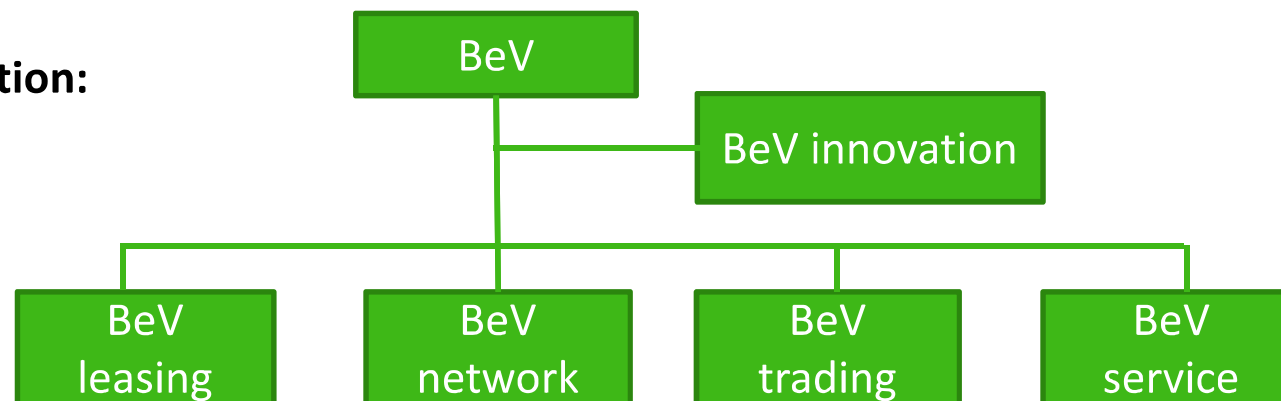 tion:
BeV
BeV innovation
BeV
leasing
BeV
network
BeV
trading
BeV
service